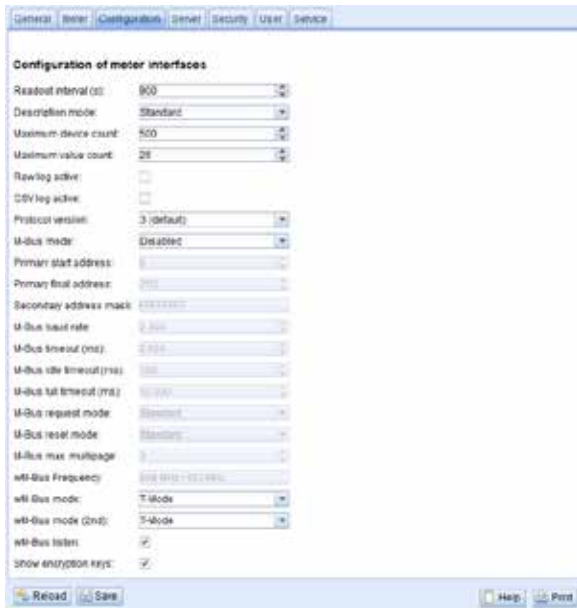 General Meter Configuration Server Security User Service
Configuration of meter interfaces
Readout interval (s): 900
Description mode: Standard
Maximum device count: 500
Maximum value count: 25
Raw log active:
CSV log active:
Protocol version: 3 (default)
M-Bus mode: Disabled
Primary start address: 0
Primary final address:
Secondary address mask:
M-Bus baud rate
M-Bus timeout (ms):
M-Bus idle timeout (ms):
M-Bus full timeout (ms):
M-Bus request mode: Standard
M-Bus reset mode: Standard
M-Bus max. multipage
wM-Bus Frequency
wM-Bus mode: T-Mode
wM-Bus mode (2nd): T-Mode
wM-Bus listen:
Show encryption keys:
Reload Save Help Print